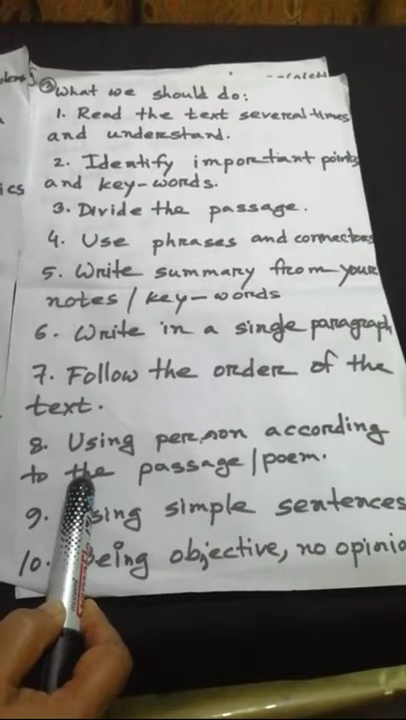 What we should do:
1. Read the text several times
and understand.
2. Identify important points
and key-words.
3. Divide the passage.
4. Use phrases and connectors
5. Write summary from your
notes / key-words
6. Write in a single paragraph
7. Follow the order of the
text.
8. Using person according
to the passage/poem.
9. Using simple sentences
10. Being objective, no opinio
ics